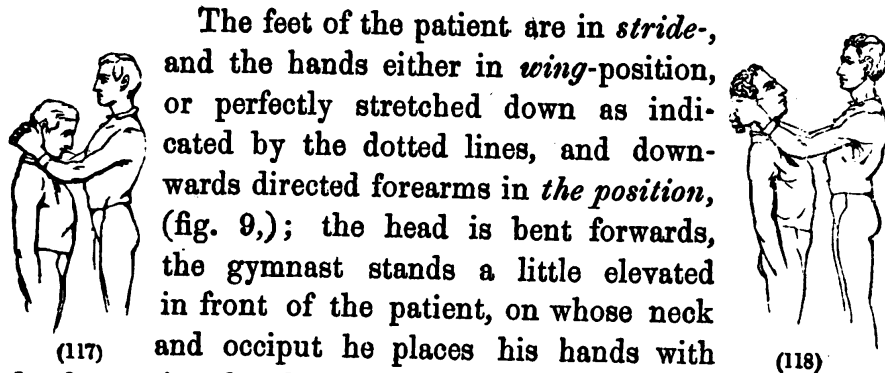 The feet of the patient are in stride-,
and the hands either in wing-position,
or perfectly stretched down as indi-
cated by the dotted lines, and down-
wards directed forearms in the position,
(fig. 9,); the head is bent forwards,
the gymnast stands a little elevated
in front of the patient, on whose neck
and occiput he places his hands with
(117)
(118)